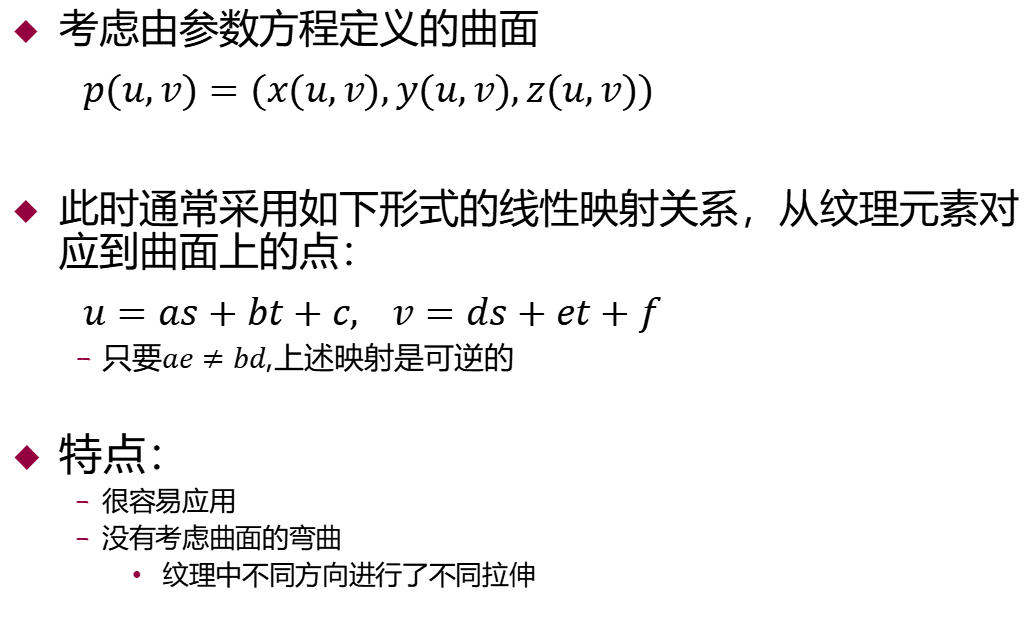 考虑由参数方程定义的曲面
p(u, v) = (x(u, v), y(u, v), z(u, v))
此时通常采用如下形式的线性映射关系，从纹理元素对
应到曲面上的点：
u = as + bt + c,   v = ds + et + f
– 只要ae ≠ bd,上述映射是可逆的
特点：
– 很容易应用
– 没有考虑曲面的弯曲
• 纹理中不同方向进行了不同拉伸